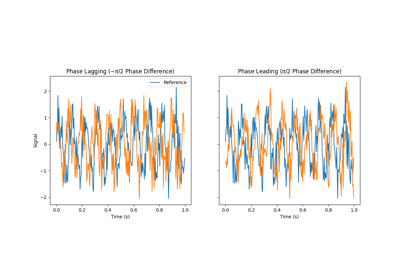 Phase Lagging (−π/2 Phase Difference)
Phase Leading (π/2 Phase Difference)
Reference
2
1
0
−1
−2
Signal
0.0 0.2 0.4 0.6 0.8 1.0
0.0 0.2 0.4 0.6 0.8 1.0
Time (s)
Time (s)